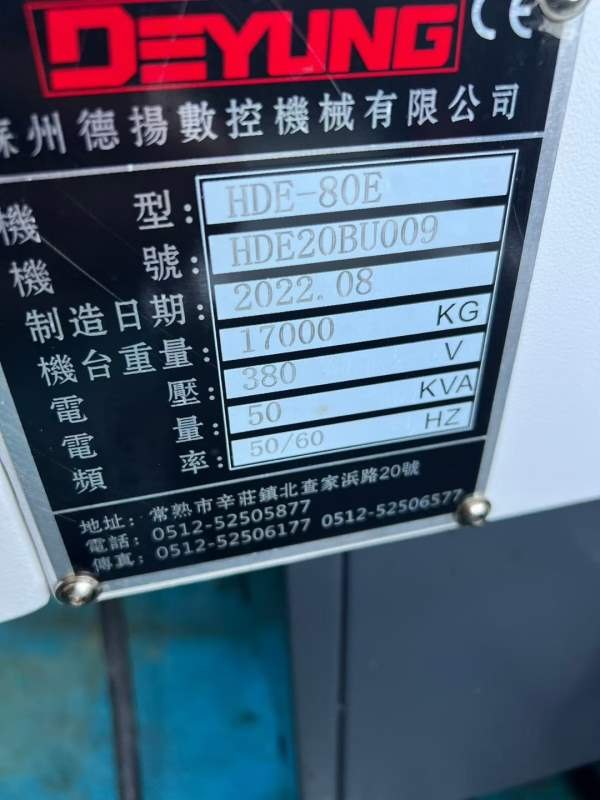 DEYUNG CE
蘇州德揚數控機械有限公司
機型: HDE-80E
機號: HDE20BU009
制造日期: 2022.08
機台重量: 17000 KG
電壓: 380 V
電量: 50 KVA
頻率: 50/60 HZ
地址: 常熟市辛莊鎮北查家浜路20號
電話: 0512-52505877
傳真: 0512-52506177 0512-52506577